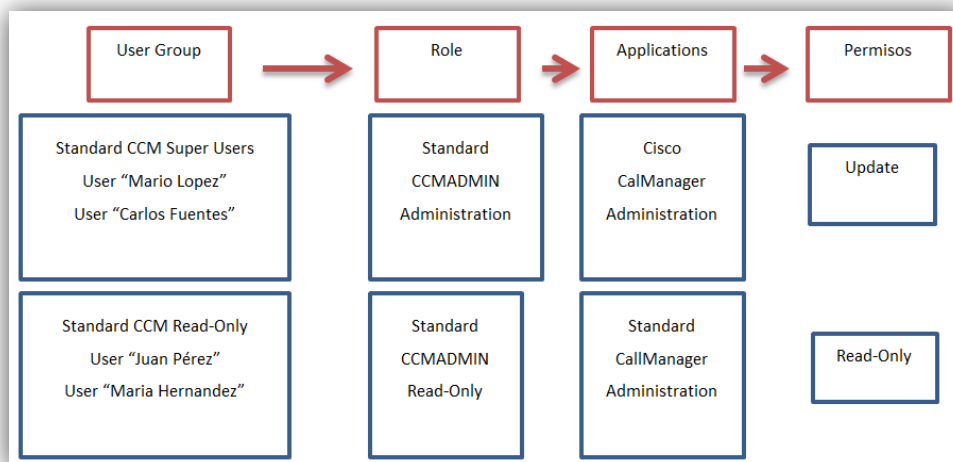 User Group
Role
Applications
Permisos
Standard CCM Super Users
User “Mario Lopez”
User “Carlos Fuentes”
Standard
CCMADMIN
Administration
Cisco
CalManager
Administration
Update
Standard CCM Read-Only
User “Juan Pérez”
User “Maria Hernandez”
Standard
CCMADMIN
Read-Only
Standard
CallManager
Administration
Read-Only